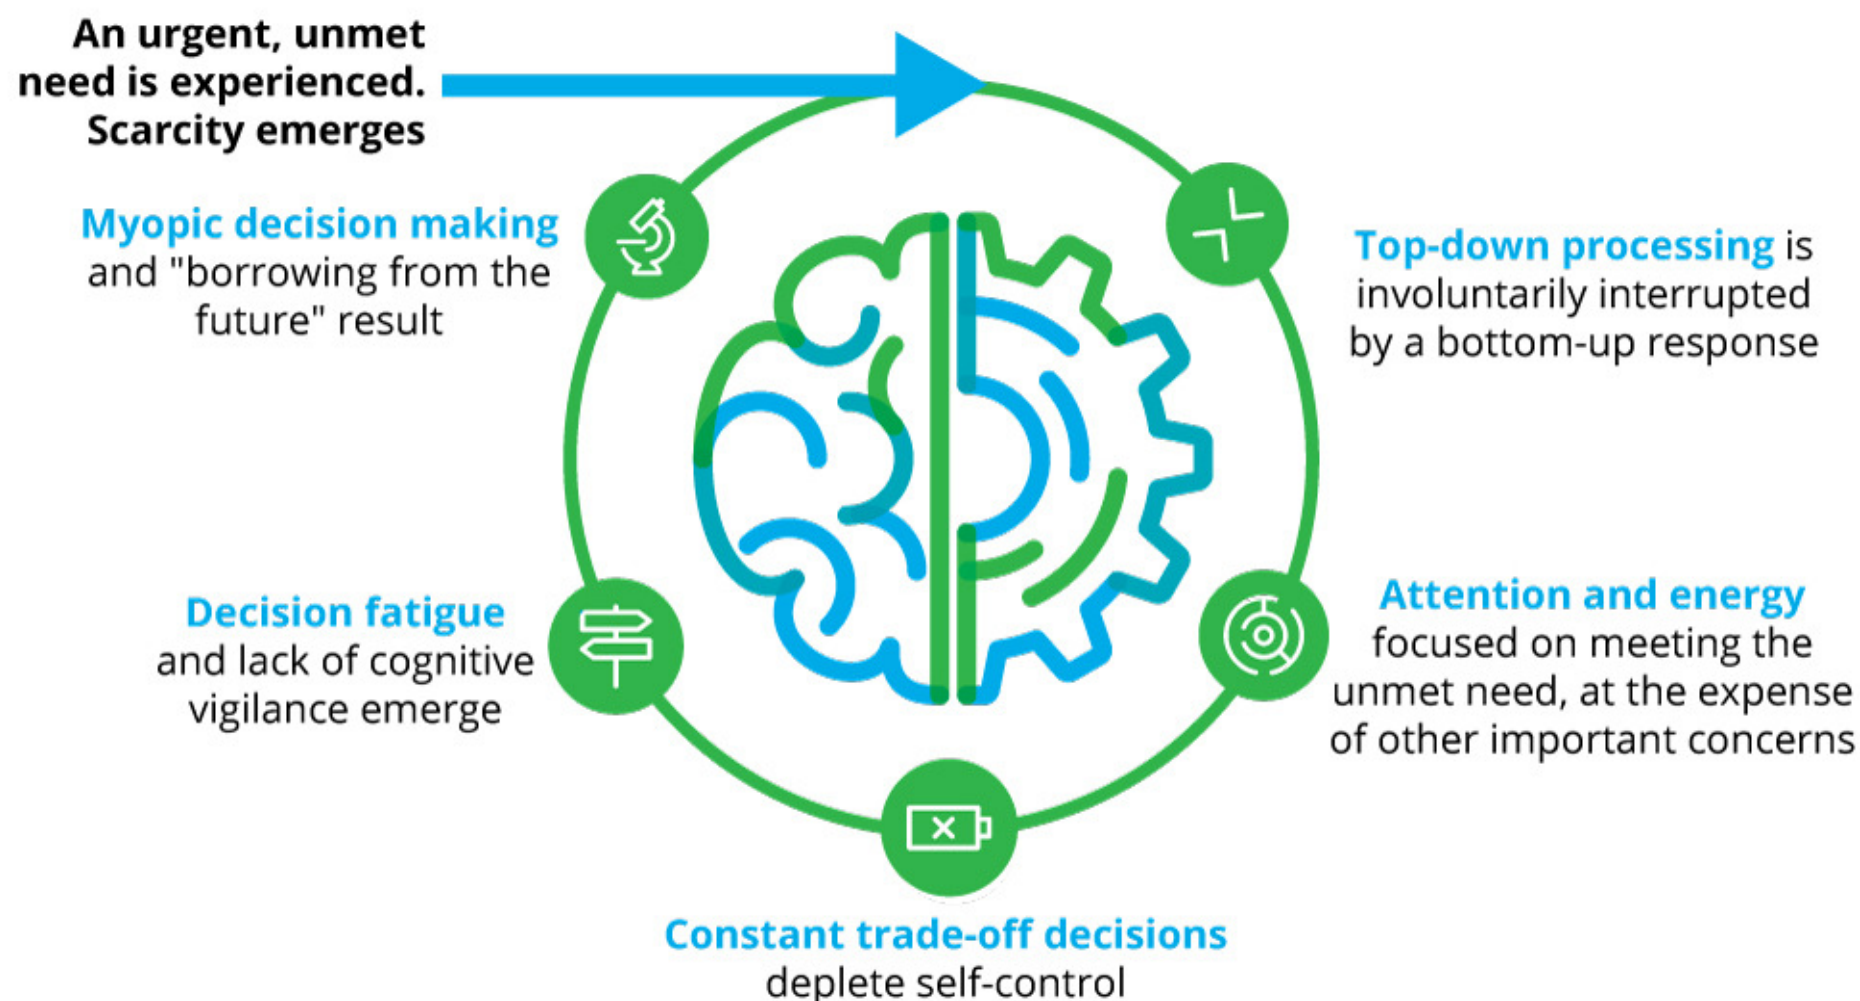 An urgent, unmet
need is experienced.
Scarcity emerges
Top-down processing is
involuntarily interrupted
by a bottom-up response
Attention and energy
focused on meeting the
unmet need, at the expense
of other important concerns
Constant trade-off decisions
deplete self-control
Decision fatigue
and lack of cognitive
vigilance emerge
Myopic decision making
and "borrowing from the
future" result